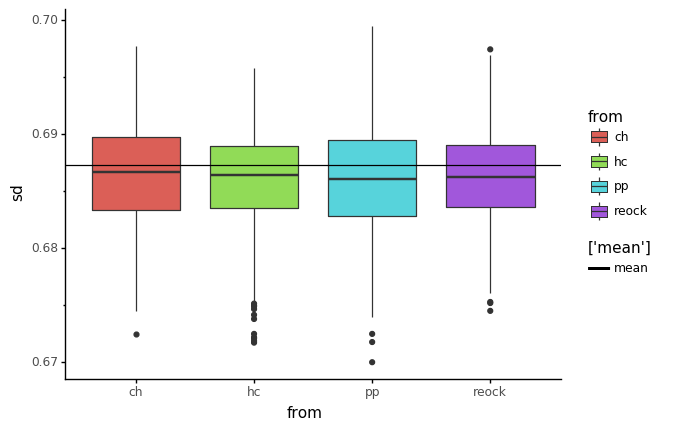 0.70
0.69
0.68
0.67
sd
ch hc pp reock
from
from
ch
hc
pp
reock
['mean']
mean